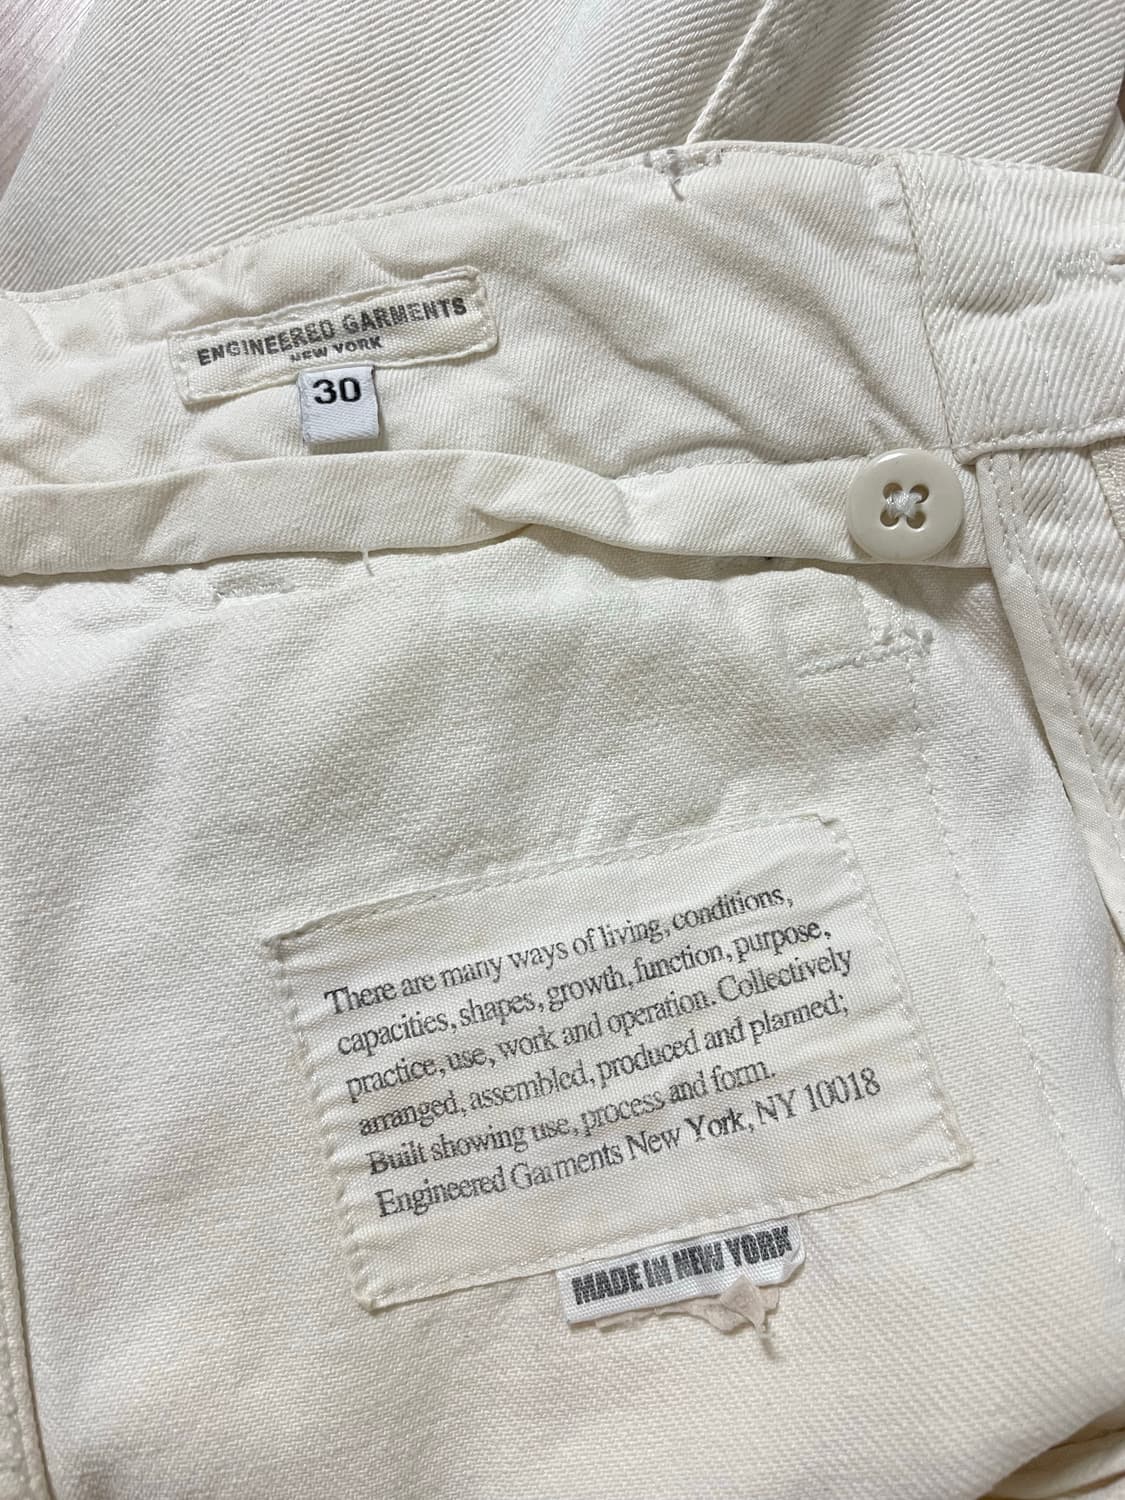 ENGINEERED GARMENTS
NEW YORK
30
There are many ways of living, conditions,
capacities, shapes, growth, function, purpose,
practice, use, work and operation. Collectively
arranged, assembled, produced and planned;
Built showing use, process and form.
Engineered Garments New York, NY 10018
MADE IN NEW YORK